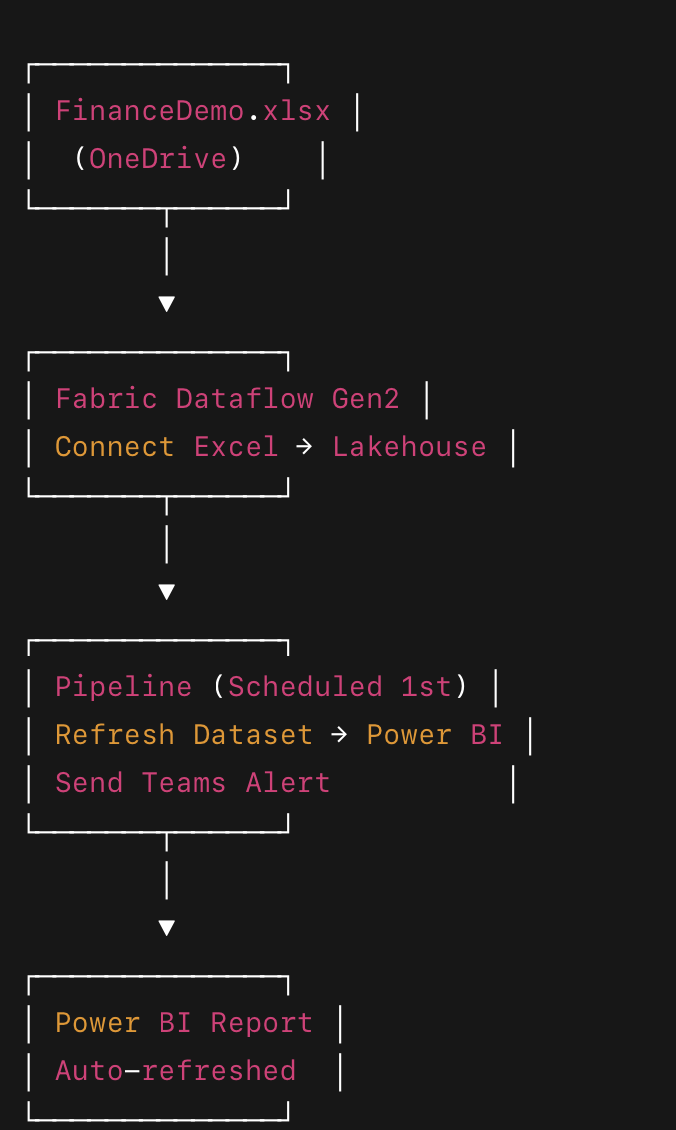 FinanceDemo.xlsx
(OneDrive)
Fabric Dataflow Gen2
Connect Excel → Lakehouse
Pipeline (Scheduled 1st)
Refresh Dataset → Power BI
Send Teams Alert
Power BI Report
Auto-refreshed